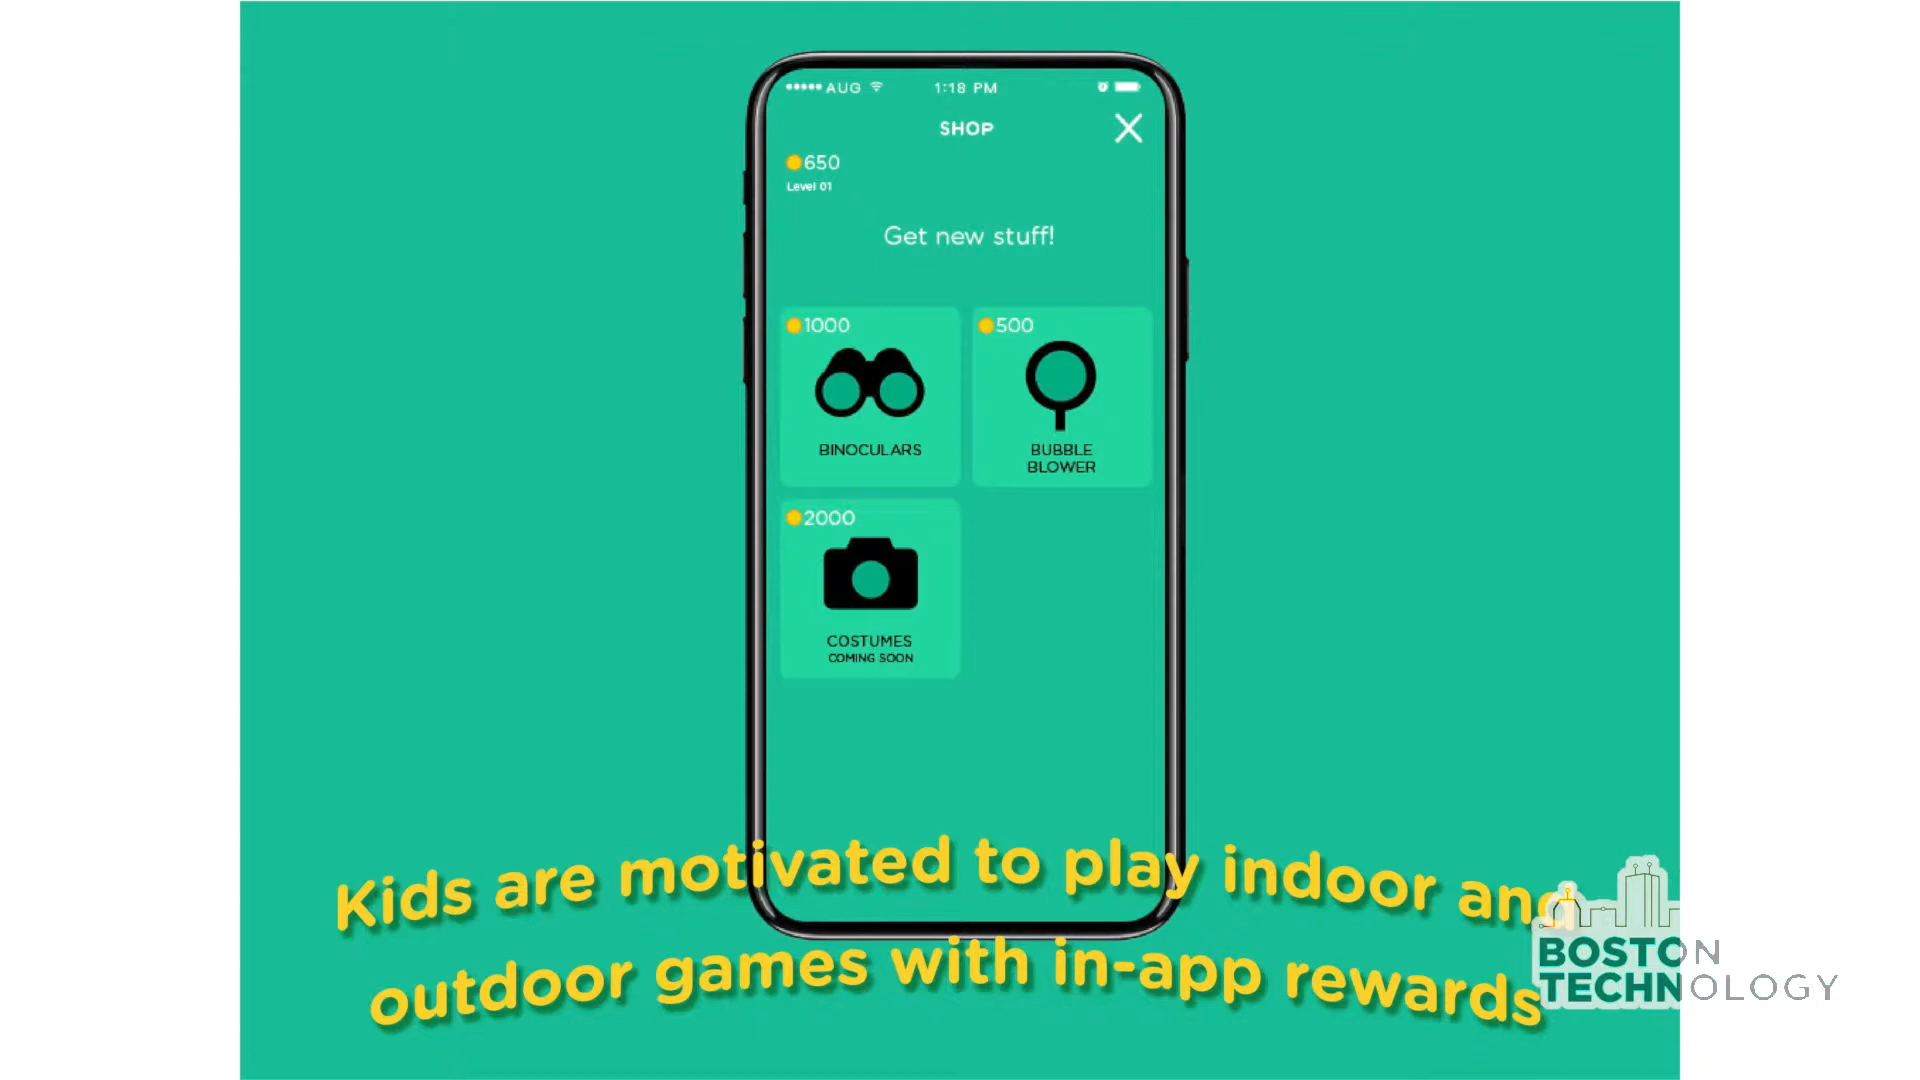 AUG 1:18 PM
SHOP
650
Level 01
Get new stuff!
1000
500
BINOCULARS
BUBBLE
BLOWER
2000
COSTUMES
COMING SOON
Kids are motivated to play indoor and
outdoor games with in-app rewards
BOSTON
TECHNOLOGY